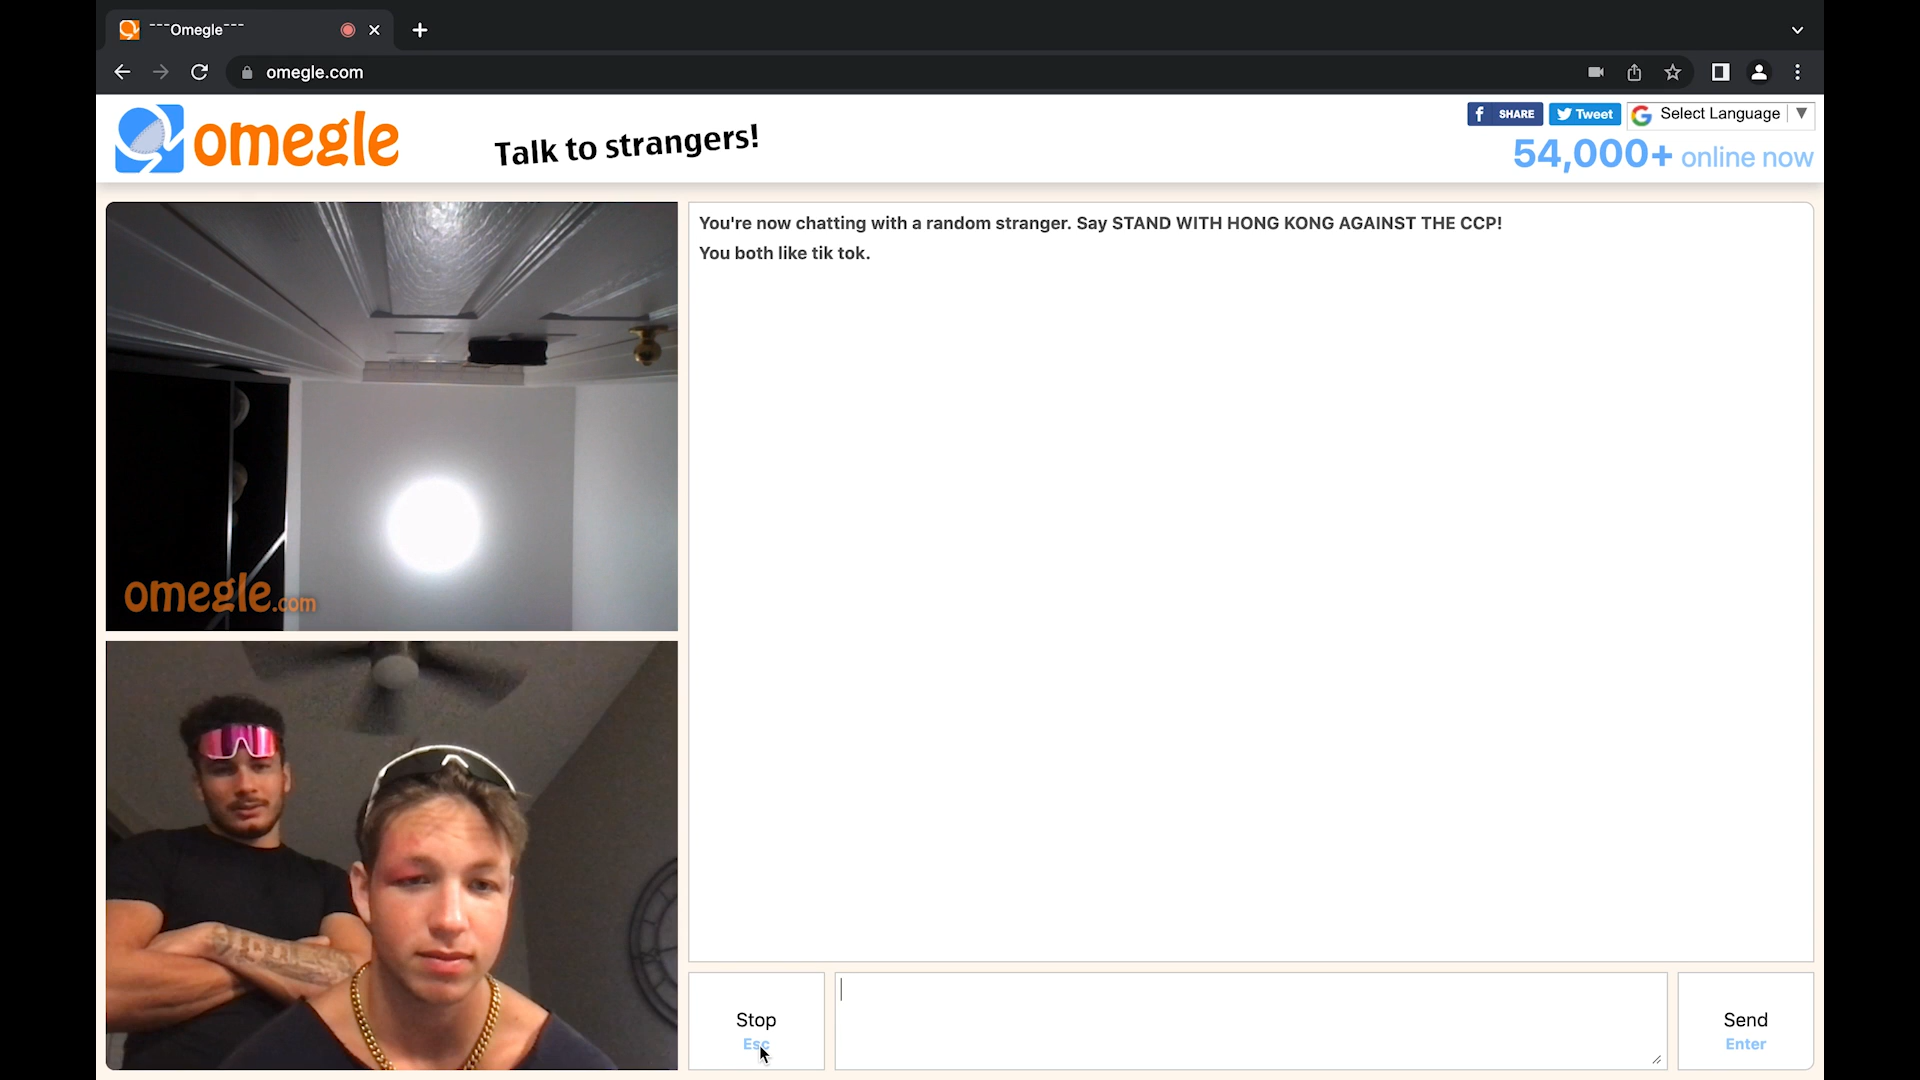 ---Omegle---
omegle.com
omegle
Talk to strangers!
SHARE
Tweet
Select Language
54,000+ online now
You're now chatting with a random stranger. Say STAND WITH HONG KONG AGAINST THE CCP!
You both like tik tok.
omegle.com
Stop
Esc
Send
Enter